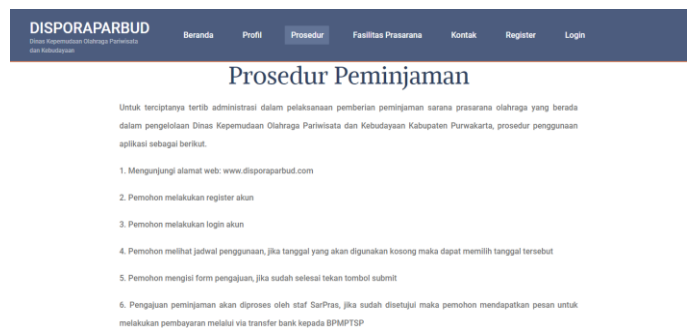 DISPORAPARBUD
Dinas Kepemudaan Olahraga Pariwisata
dan Kebudayaan
Beranda Profil Prosedur Fasilitas Prasarana Kontak Register Login
Prosedur Peminjaman
Untuk terciptanya tertib administrasi dalam pelaksanaan pemberian peminjaman sarana prasarana olahraga yang berada
dalam pengelolaan Dinas Kepemudaan Olahraga Pariwisata dan Kebudayaan Kabupaten Purwakarta, prosedur penggunaan
aplikasi sebagai berikut.
1. Mengunjungi alamat web: www.disporaparbud.com
2. Pemohon melakukan register akun
3. Pemohon melakukan login akun
4. Pemohon melihat jadwal penggunaan, jika tanggal yang akan digunakan kosong maka dapat memilih tanggal tersebut
5. Pemohon mengisi form pengajuan, jika sudah selesai tekan tombol submit
6. Pengajuan peminjaman akan diproses oleh staf SarPras, jika sudah disetujui maka pemohon mendapatkan pesan untuk
melakukan pembayaran melalui via transfer bank kepada BPMPTSP